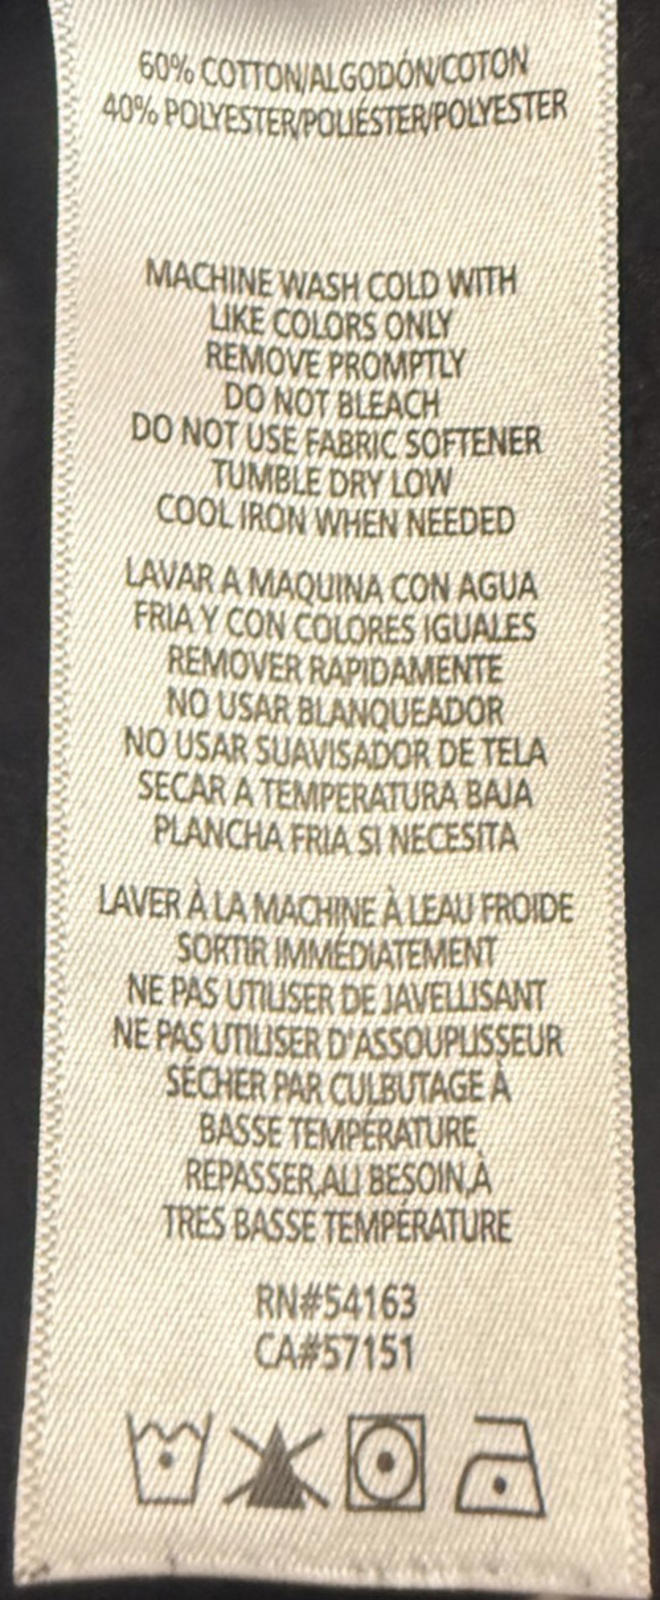 60% COTTON/ALGODÓN/COTON
40% POLYESTER/POLIÉSTER/POLYESTER
MACHINE WASH COLD WITH
LIKE COLORS ONLY
REMOVE PROMPTLY
DO NOT BLEACH
DO NOT USE FABRIC SOFTENER
TUMBLE DRY LOW
COOL IRON WHEN NEEDED
LAVAR A MAQUINA CON AGUA
FRIA Y CON COLORES IGUALES
REMOVER RAPIDAMENTE
NO USAR BLANQUEADOR
NO USAR SUAVISADOR DE TELA
SECAR A TEMPERATURA BAJA
PLANCHA FRIA SI NECESITA
LAVER À LA MACHINE À LEAU FROIDE
SORTIR IMMÉDIATEMENT
NE PAS UTILISER DE JAVELLISANT
NE PAS UTILISER D'ASSOUPLISSEUR
SÉCHER PAR CULBUTAGE À
BASSE TEMPÉRATURE
REPASSER,ALI BESOIN,À
TRES BASSE TEMPÉRATURE
RN#54163
CA#57151